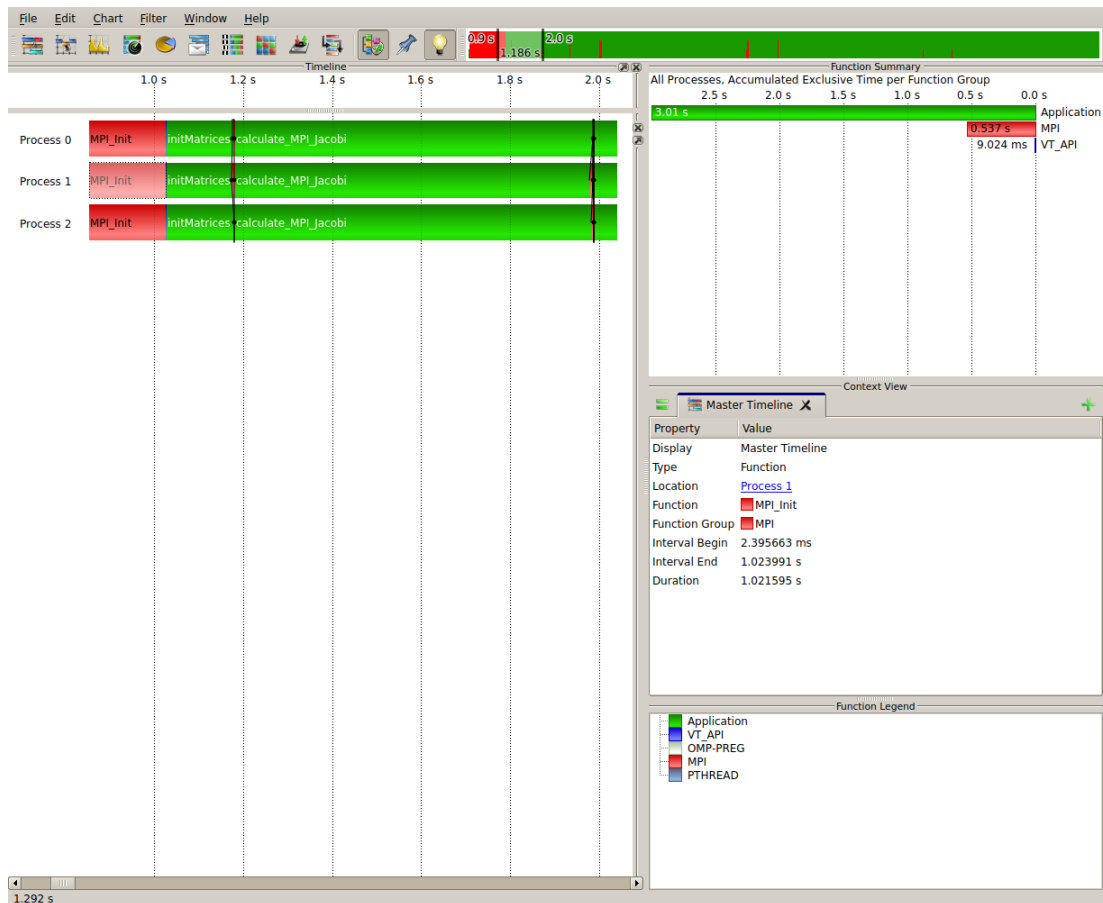 File Edit Chart Filter Window Help
0.9 s 1.186 s 2.0 s
Timeline
1.0 s 1.2 s 1.4 s 1.6 s 1.8 s 2.0 s
Process 0 MPI_Init initMatrices calculate_MPI_Jacobi
Process 1 MPI_Init initMatrices calculate_MPI_Jacobi
Process 2 MPI_Init initMatrices calculate_MPI_Jacobi
1.292 s
Function Summary
All Processes, Accumulated Exclusive Time per Function Group
2.5 s 2.0 s 1.5 s 1.0 s 0.5 s 0.0 s
3.01 s Application
0.537 s MPI
9.024 ms VT_API
Context View
Master Timeline
Property Value
Display Master Timeline
Type Function
Location Process 1
Function MPI_Init
Function Group MPI
Interval Begin 2.395663 ms
Interval End 1.023991 s
Duration 1.021595 s
Function Legend
Application
VT_API
OMP-PREG
MPI
PTHREAD